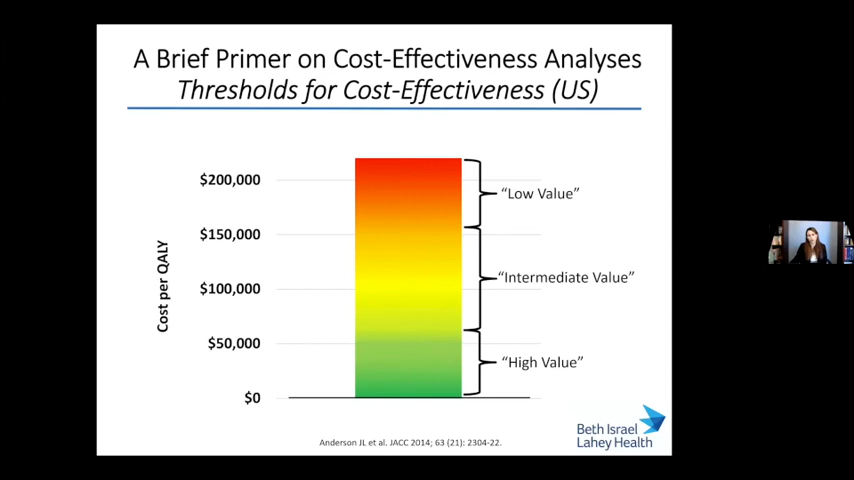 A Brief Primer on Cost-Effectiveness Analyses
Thresholds for Cost-Effectiveness (US)
$200,000
"Low Value"
$150,000
"Intermediate Value"
$100,000
Cost per QALY
$50,000
"High Value"
$0
Anderson JL et al. JACC 2014; 63 (21): 2304-22.
Beth Israel
Lahey Health